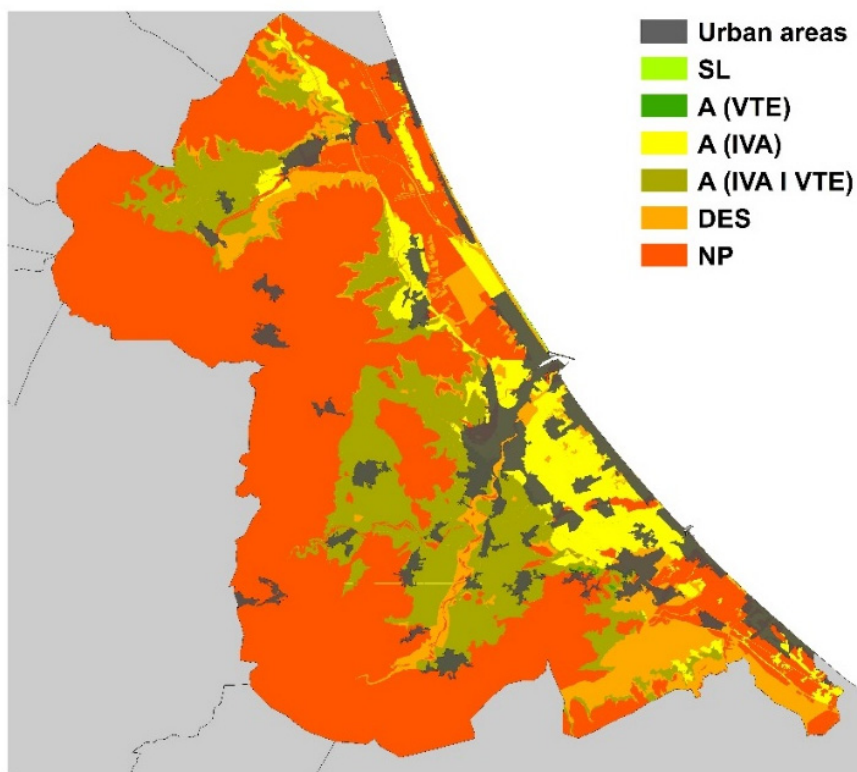 Urban areas
SL
A (VTE)
A (IVA)
A (IVA I VTE)
DES
NP